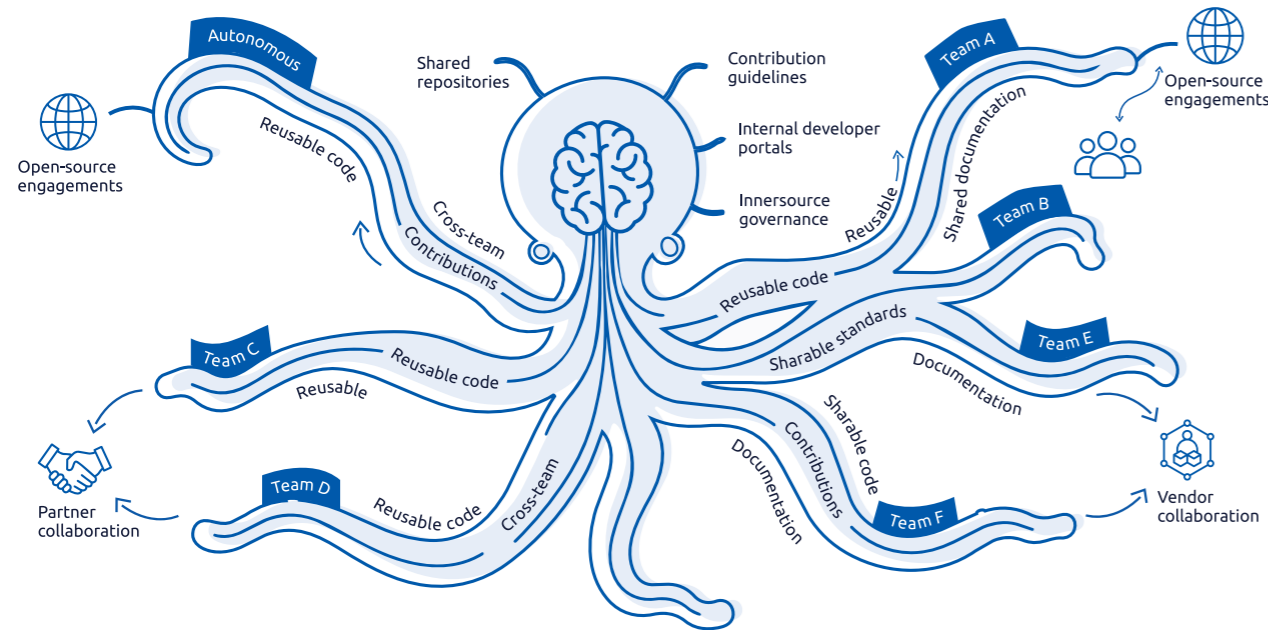 Autonomous
Shared
repositories
Contribution
guidelines
Team A
Open-source
engagements
Reusable code
Internal developer
portals
Shared documentation
Open-source
engagements
Innersource
governance
Reusable
Team B
Cross-team
Contributions
Reusable code
Sharable standards
Team C
Reusable code
Reusable
Team E
Documentation
Sharable code
Contributions
Documentation
Partner
collaboration
Team D
Reusable code
Cross-team
Team F
Vendor
collaboration